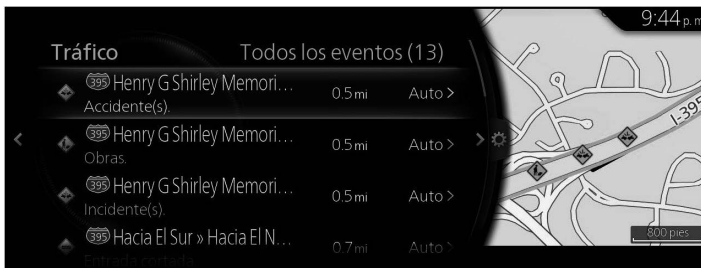 9:44 p. m
Tráfico Todos los eventos (13)
395 Henry G Shirley Memori... 0.5 mi Auto >
Accidente(s).
395 Henry G Shirley Memori... 0.5 mi Auto >
Obras.
395 Henry G Shirley Memori... 0.5 mi Auto >
Incidente(s).
395 Hacia El Sur » Hacia El N... 0.7 mi Auto >
Entrada cortada
I-395
800 pies